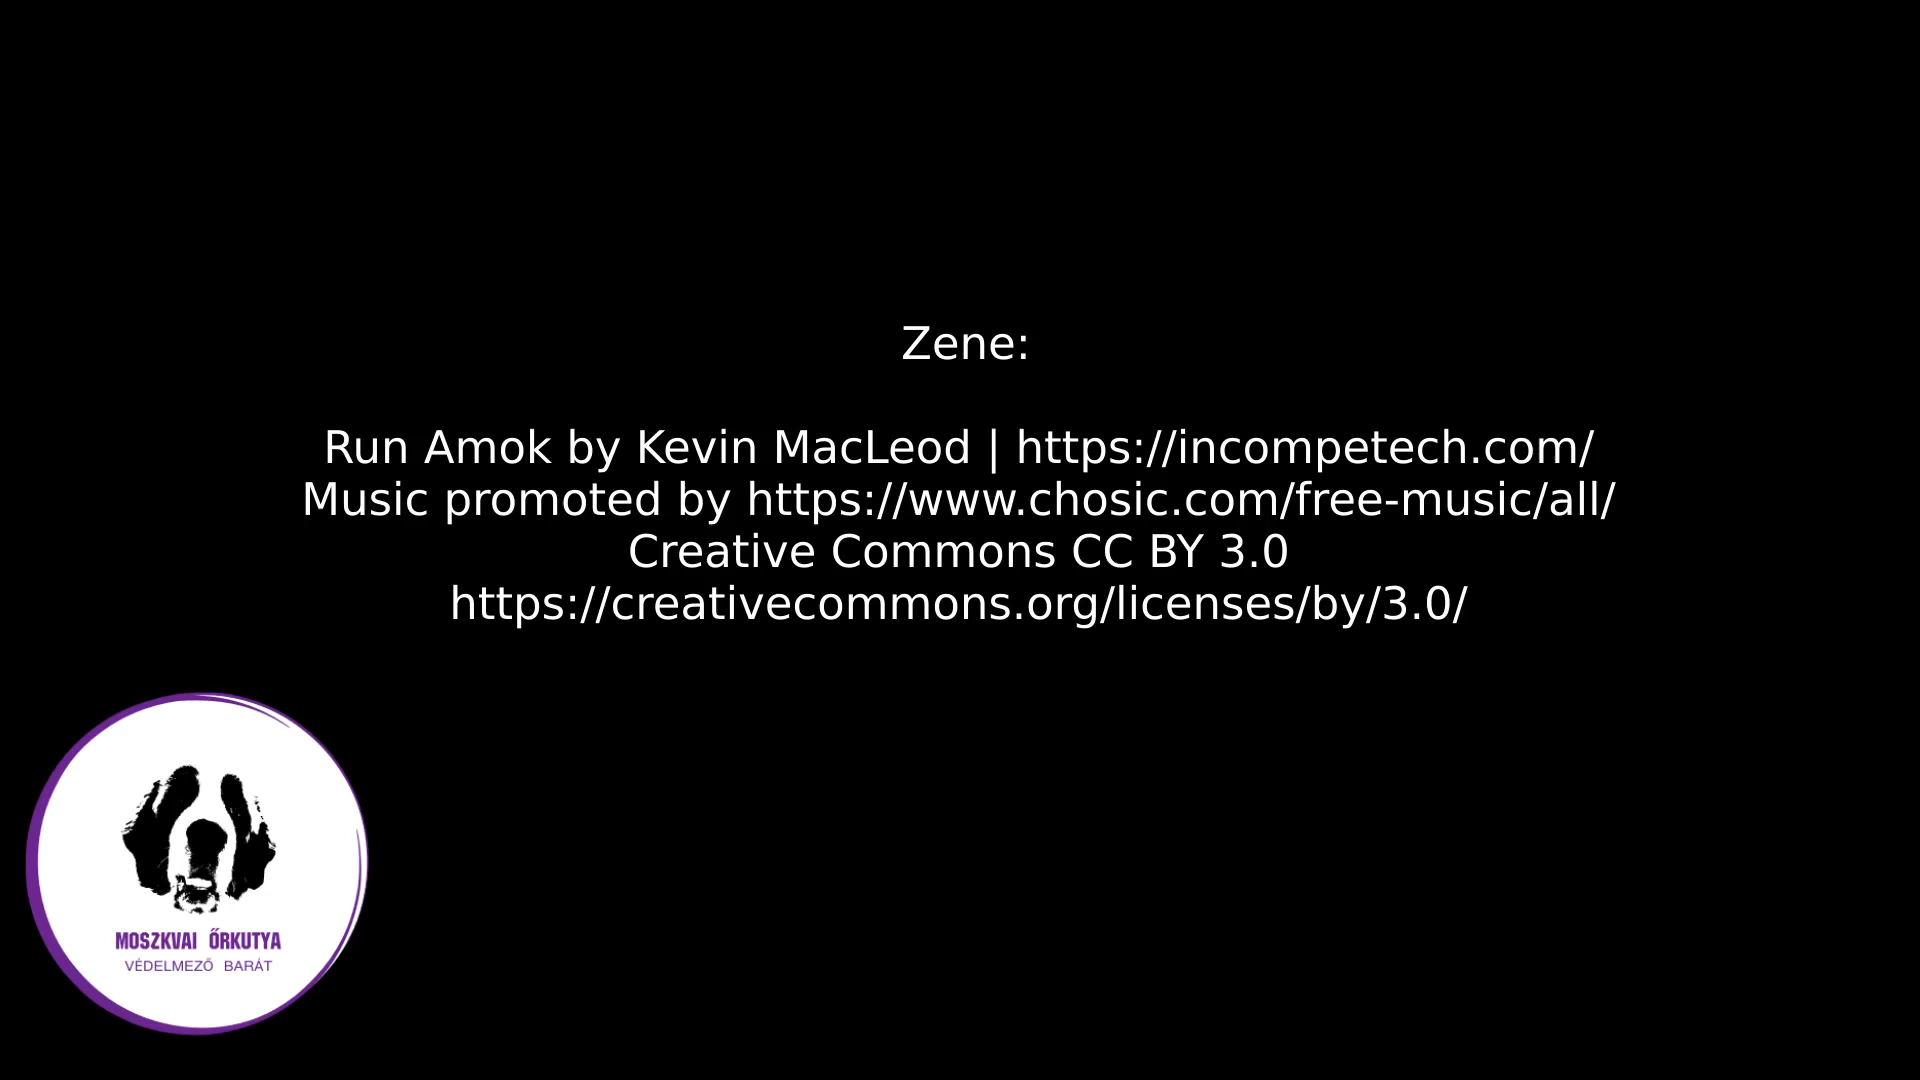 Zene:
Run Amok by Kevin MacLeod | https://incompetech.com/
Music promoted by https://www.chosic.com/free-music/all/
Creative Commons CC BY 3.0
https://creativecommons.org/licenses/by/3.0/
MOSZKVAI ŐRKUTYA
VÉDELMEZŐ BARÁT